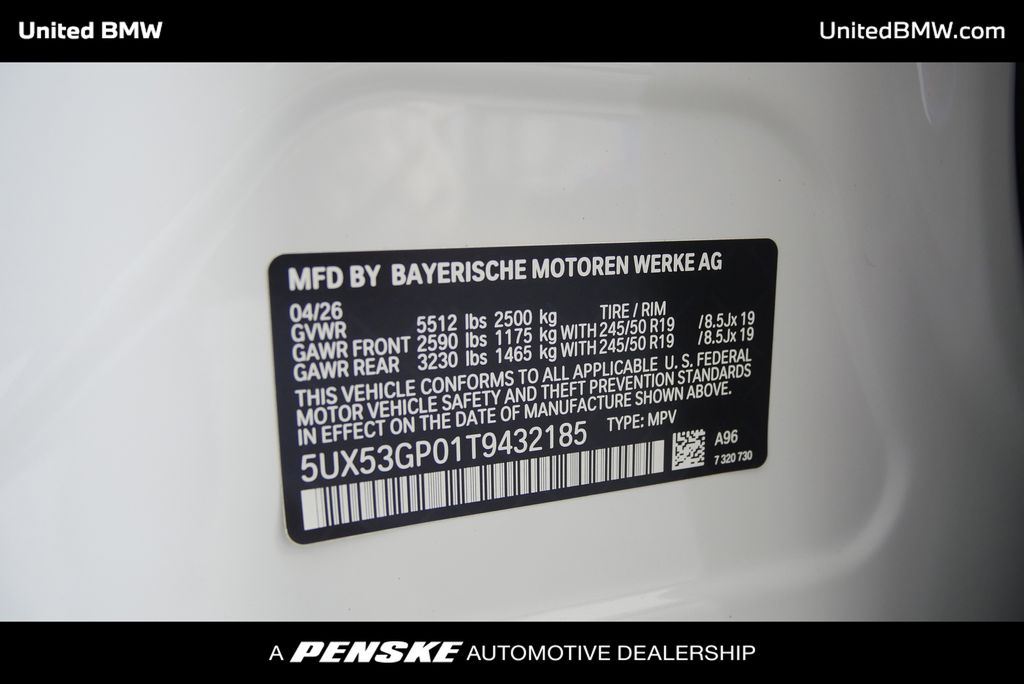 United BMW
UnitedBMW.com
MFD BY BAYERISCHE MOTOREN WERKE AG
04/26 TIRE / RIM
GVWR 5512 lbs 2500 kg
GAWR FRONT 2590 lbs 1175 kg WITH 245/50 R19 /8.5Jx 19
GAWR REAR 3230 lbs 1465 kg WITH 245/50 R19 /8.5Jx 19
THIS VEHICLE CONFORMS TO ALL APPLICABLE U. S. FEDERAL
MOTOR VEHICLE SAFETY AND THEFT PREVENTION STANDARDS
IN EFFECT ON THE DATE OF MANUFACTURE SHOWN ABOVE.
5UX53GP01T9432185 TYPE: MPV
A96
7 320 730
A PENSKE AUTOMOTIVE DEALERSHIP